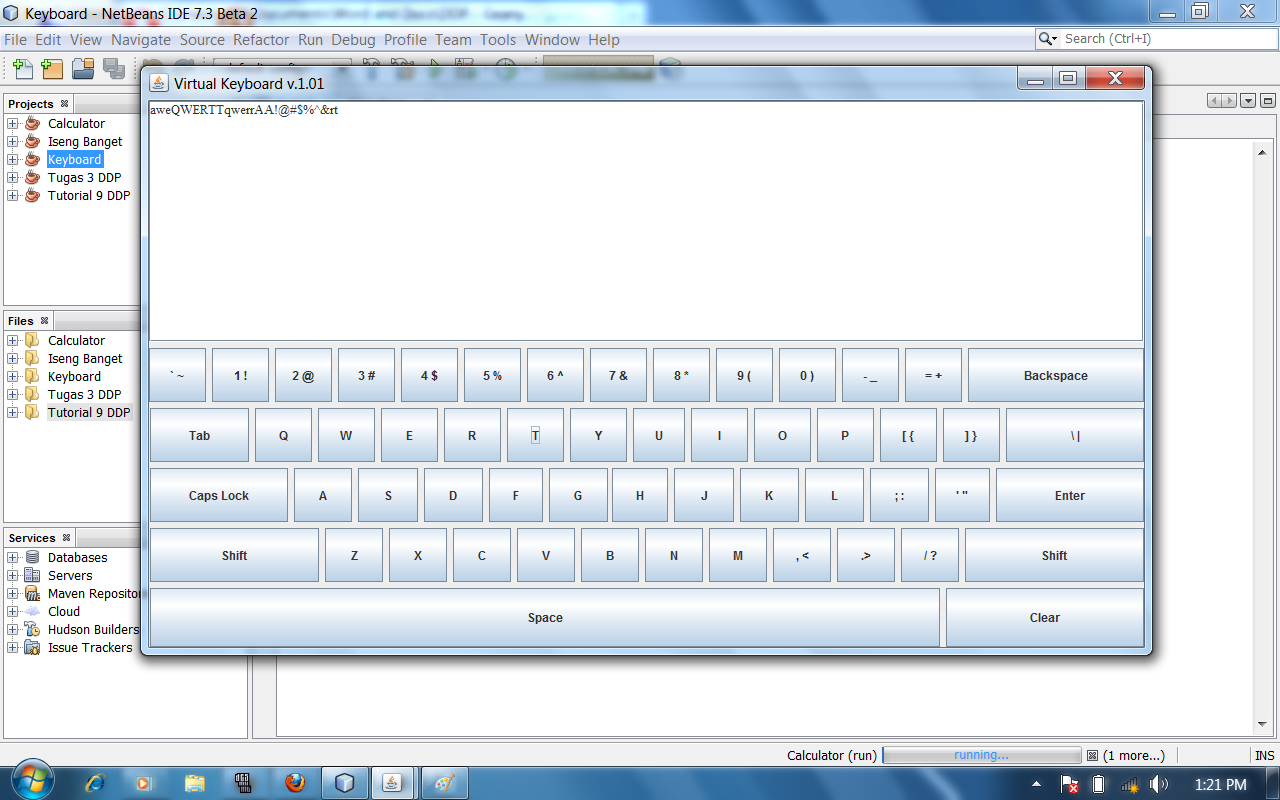 Keyboard - NetBeans IDE 7.3 Beta 2
File Edit View Navigate Source Refactor Run Debug Profile Team Tools Window Help
Search (Ctrl+I)
Virtual Keyboard v.1.01
aweQWERTTqwerrAA!@#$%^&rt
Projects
Calculator
Iseng Banget
Keyboard
Tugas 3 DDP
Tutorial 9 DDP
Files
Calculator
Iseng Banget
Keyboard
Tugas 3 DDP
Tutorial 9 DDP
Services
Databases
Servers
Maven
Cloud
Hudson Builders
Issue Trackers
` ~ 1 ! 2 @ 3 # 4 $ 5 % 6 ^ 7 & 8 * 9 ( 0 ) - _ = + Backspace
Tab Q W E R T Y U I O P [ { ] } \ |
Caps Lock A S D F G H J K L ; : ' " Enter
Shift Z X C V B N M , < .> / ? Shift
Space Clear
Calculator (run) running... (1 more...) INS
1:21 PM